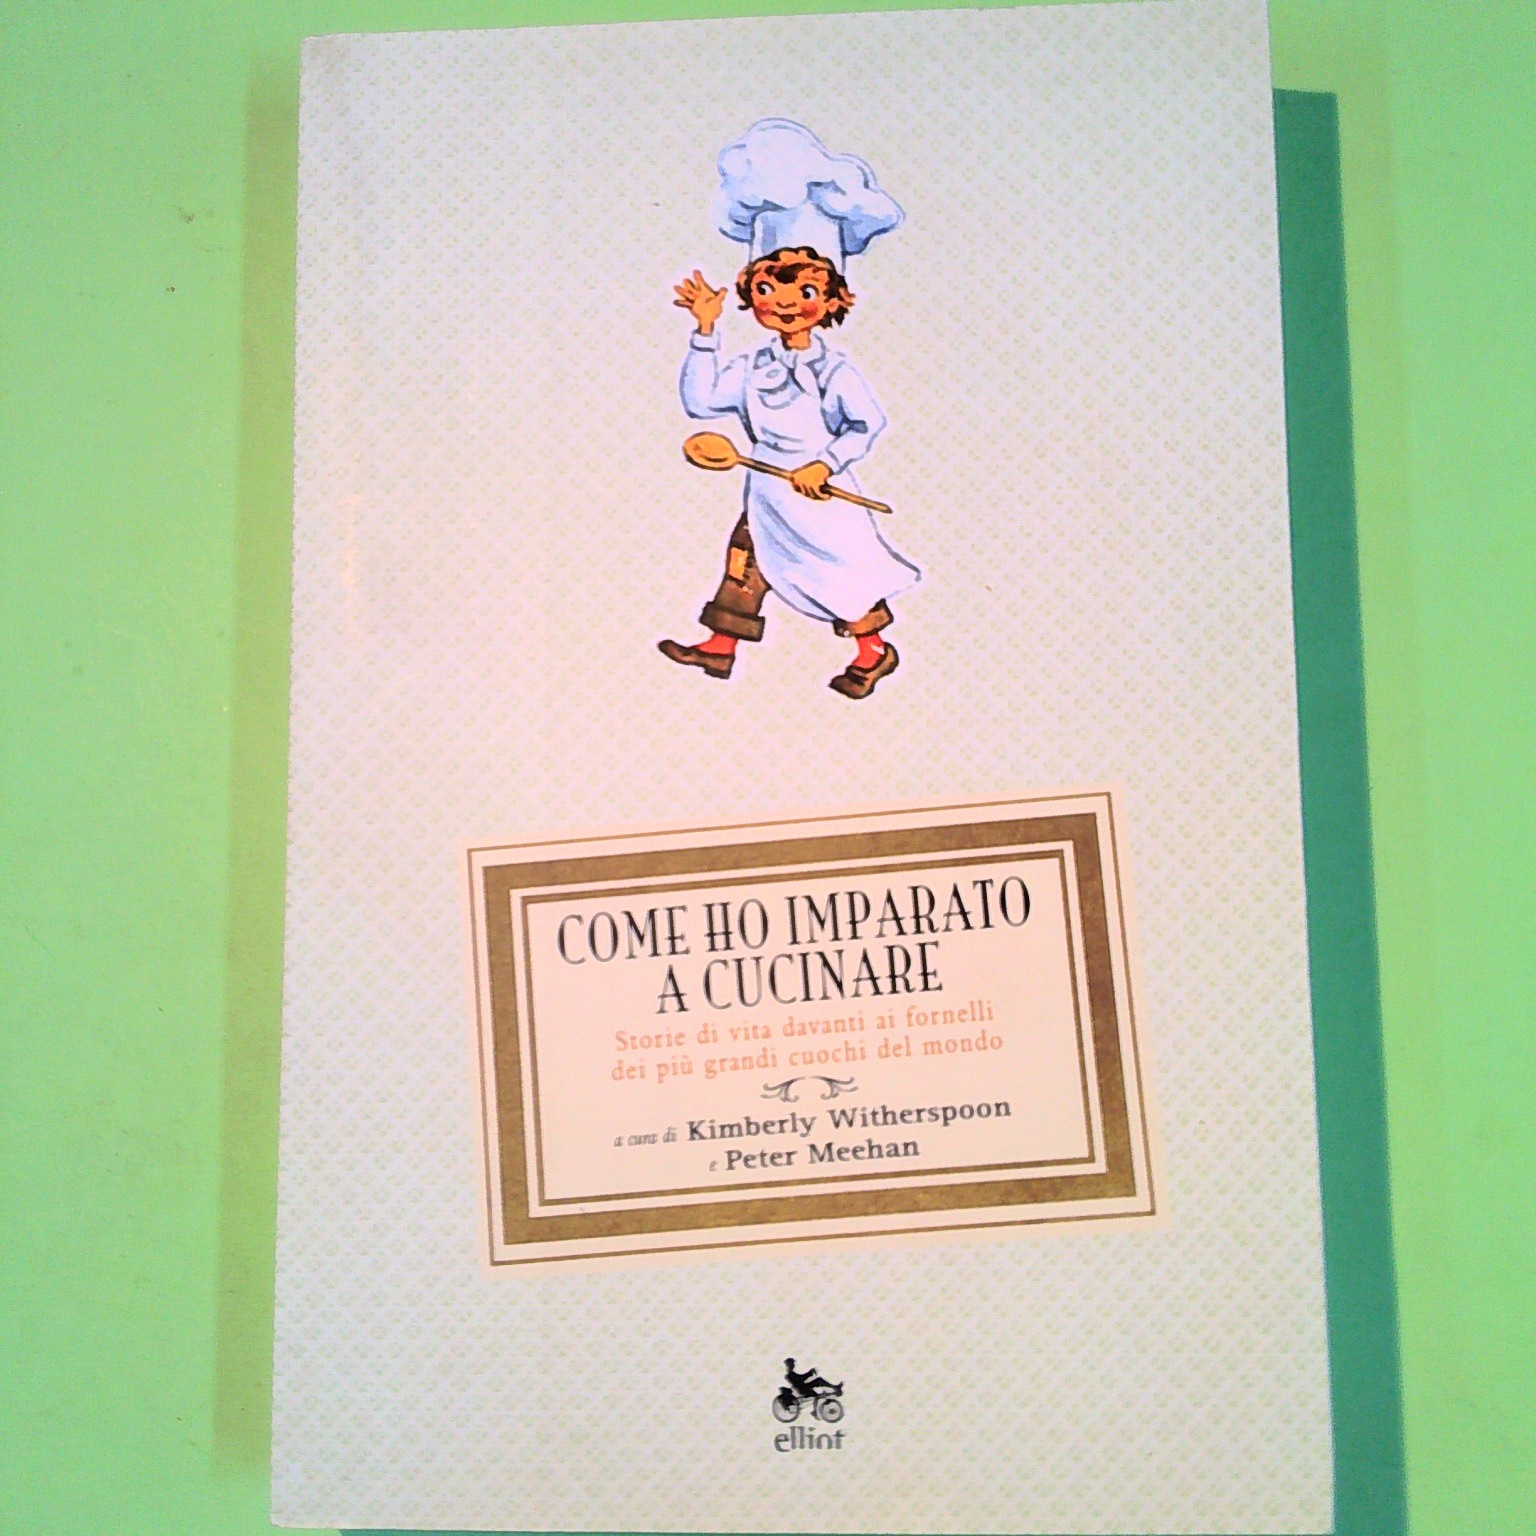 COME HO IMPARATO
A CUCINARE
Storie di vita davanti ai fornelli
dei più grandi cuochi del mondo
a cura di Kimberly Witherspoon
e Peter Meehan
elliot